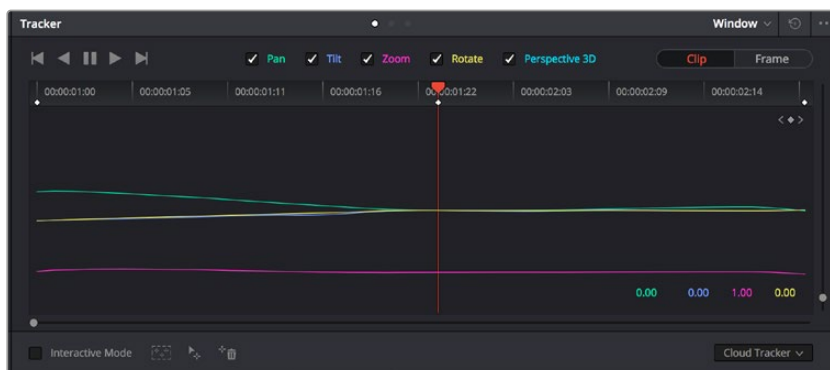 Tracker Window
Pan Tilt Zoom Rotate Perspective 3D Clip Frame
00:00:01:00 00:00:01:05 00:00:01:11 00:00:01:16 00:00:01:22 00:00:02:03 00:00:02:09 00:00:02:14
0.00 0.00 1.00 0.00
Interactive Mode Cloud Tracker